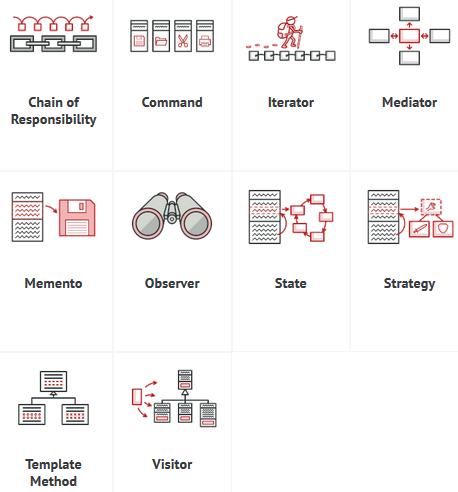 Chain of
Responsibility
Command
Iterator
Mediator
Memento
Observer
State
Strategy
Template
Method
Visitor